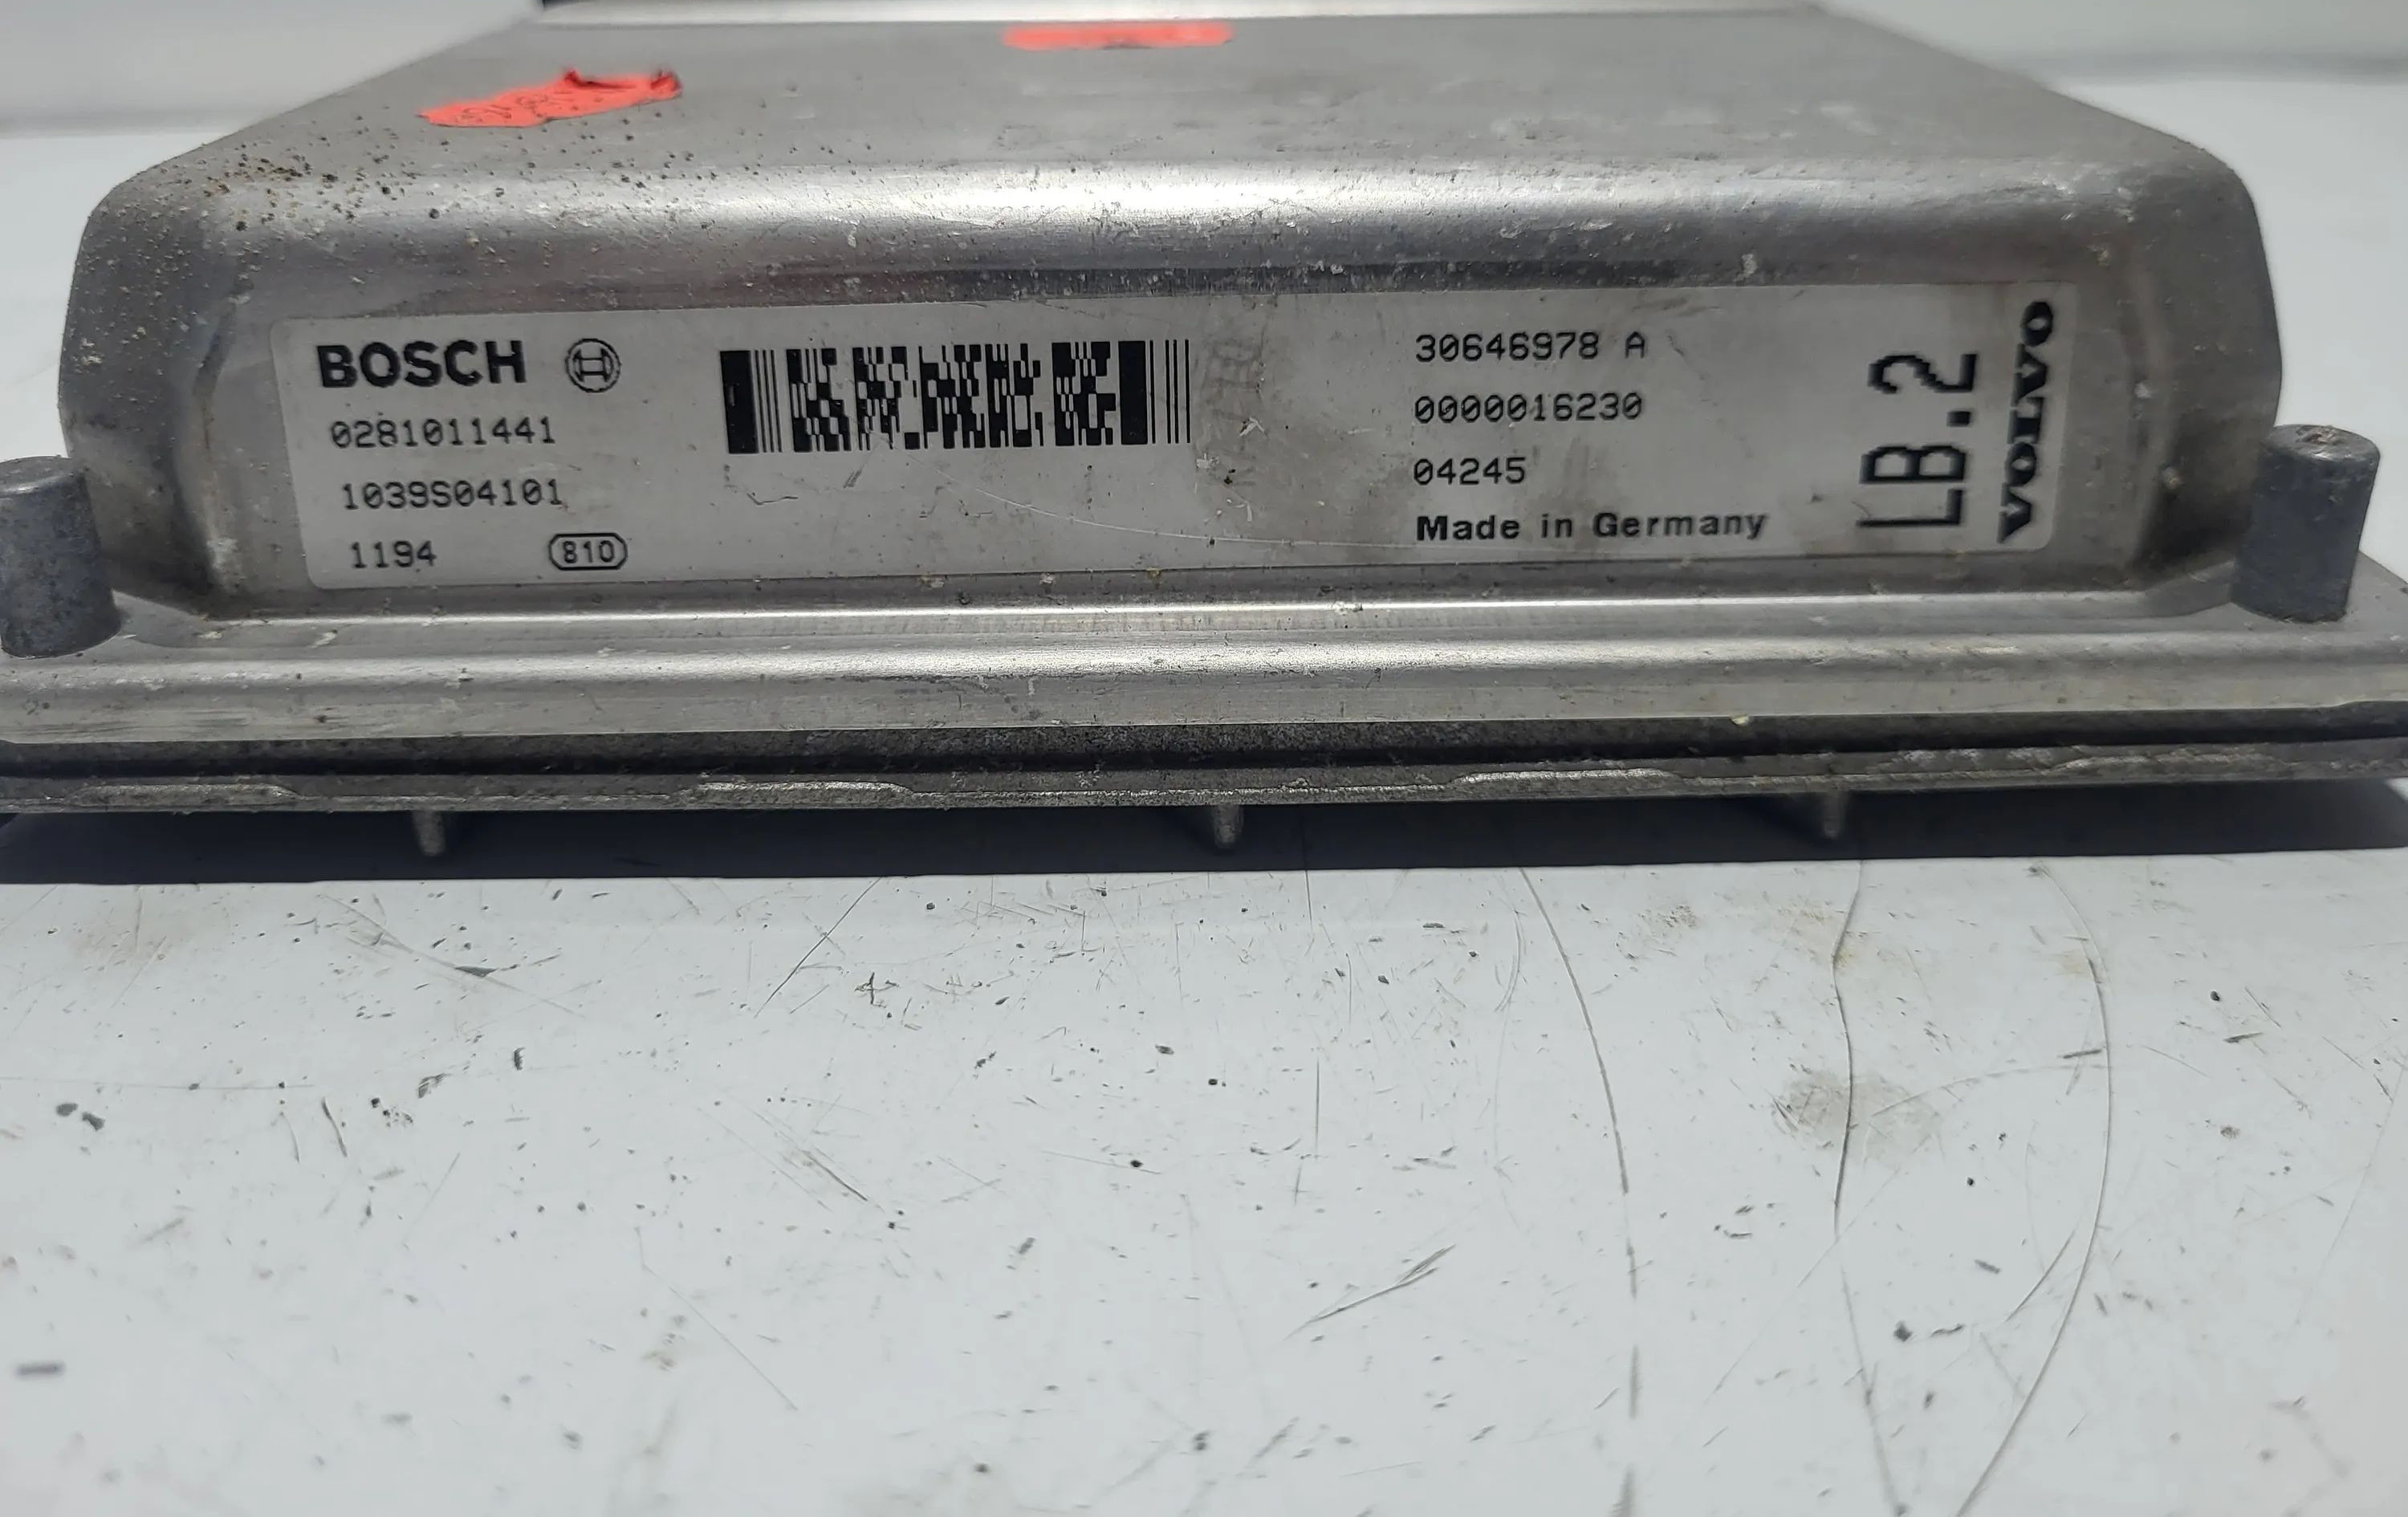 BOSCH
0281011441
1039S04101
1194 810
30646978 A
0000016230
04245
Made in Germany
LB.2
VOLVO